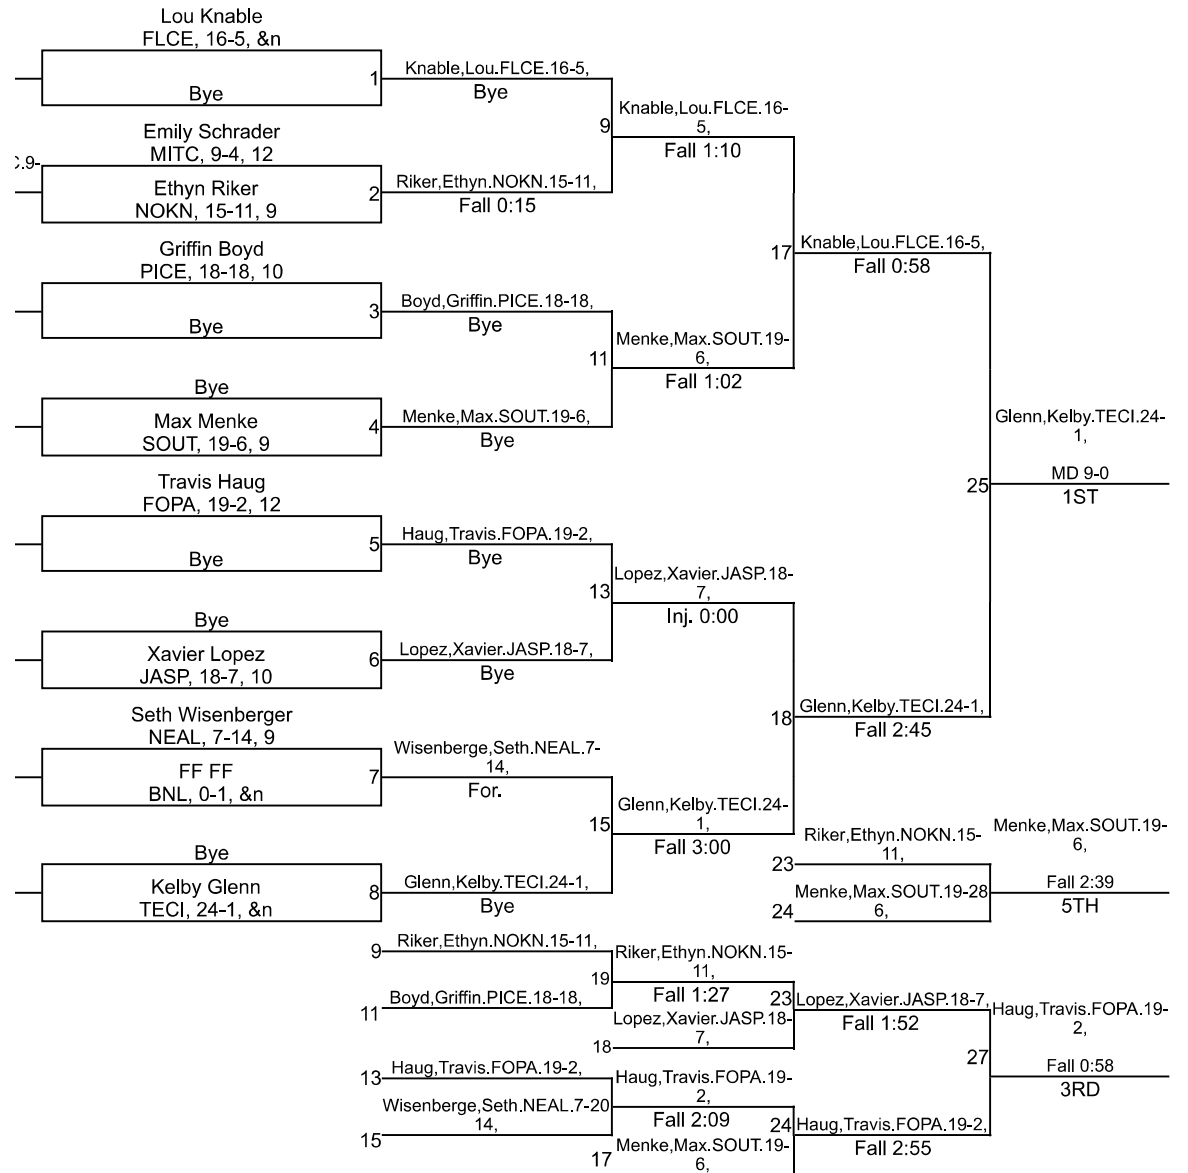 Lou Knable
FLCE, 16-5, &n
1
Knable,Lou.FLCE.16-5,
Bye
Bye
Knable,Lou.FLCE.16-
5,
9
Fall 1:10
Emily Schrader
MITC, 9-4, 12
C.9-
Ethyn Riker
NOKN, 15-11, 9
2
Riker,Ethyn.NOKN.15-11,
Fall 0:15
17
Knable,Lou.FLCE.16-5,
Fall 0:58
Griffin Boyd
PICE, 18-18, 10
3
Boyd,Griffin.PICE.18-18,
Bye
Bye
Menke,Max.SOUT.19-
6,
11
Fall 1:02
Bye
Max Menke
SOUT, 19-6, 9
4
Menke,Max.SOUT.19-6,
Bye
Glenn,Kelby.TECI.24-
1,
25
MD 9-0
1ST
Travis Haug
FOPA, 19-2, 12
5
Haug,Travis.FOPA.19-2,
Bye
Bye
Lopez,Xavier.JASP.18-
7,
13
Inj. 0:00
Bye
Xavier Lopez
JASP, 18-7, 10
6
Lopez,Xavier.JASP.18-7,
Bye
18
Glenn,Kelby.TECI.24-1,
Fall 2:45
Seth Wisenberger
NEAL, 7-14, 9
FF FF
BNL, 0-1, &n
7
Wisenberge,Seth.NEAL.7-
14,
For.
Glenn,Kelby.TECI.24-
1,
15
Fall 3:00
Bye
Kelby Glenn
TECI, 24-1, &n
8
Glenn,Kelby.TECI.24-1,
Bye
Riker,Ethyn.NOKN.15-
11,
23
Menke,Max.SOUT.19-28
6,
24
Menke,Max.SOUT.19-
6,
Fall 2:39
5TH
9
Riker,Ethyn.NOKN.15-11,
Riker,Ethyn.NOKN.15-
11,
19
Fall 1:27
11
Boyd,Griffin.PICE.18-18,
Lopez,Xavier.JASP.18-
7,
18
23
Lopez,Xavier.JASP.18-7,
Fall 1:52
Haug,Travis.FOPA.19-
2,
27
Fall 0:58
3RD
13
Haug,Travis.FOPA.19-2,
Haug,Travis.FOPA.19-
2,
Wisenberge,Seth.NEAL.7-20
14,
15
Fall 2:09
24
Haug,Travis.FOPA.19-2,
Fall 2:55
17
Menke,Max.SOUT.19-
6,